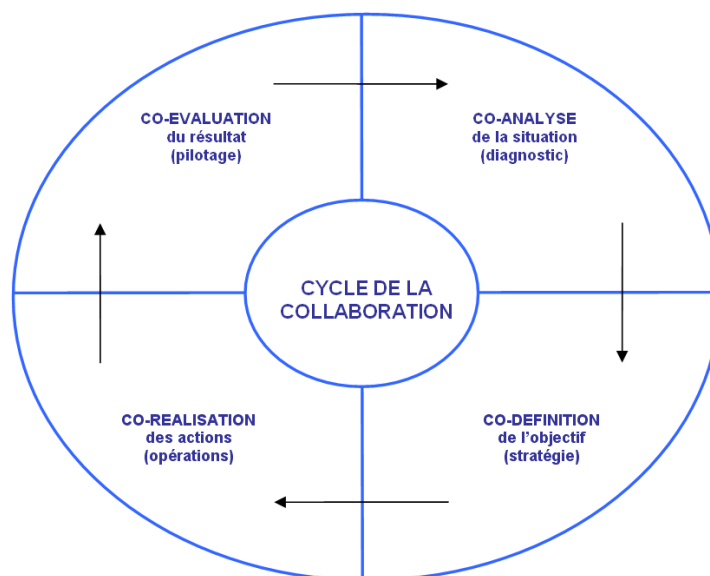 CO-EVALUATION
du résultat
(pilotage)
CO-ANALYSE
de la situation
(diagnostic)
CYCLE DE LA
COLLABORATION
CO-REALISATION
des actions
(opérations)
CO-DEFINITION
de l’objectif
(stratégie)